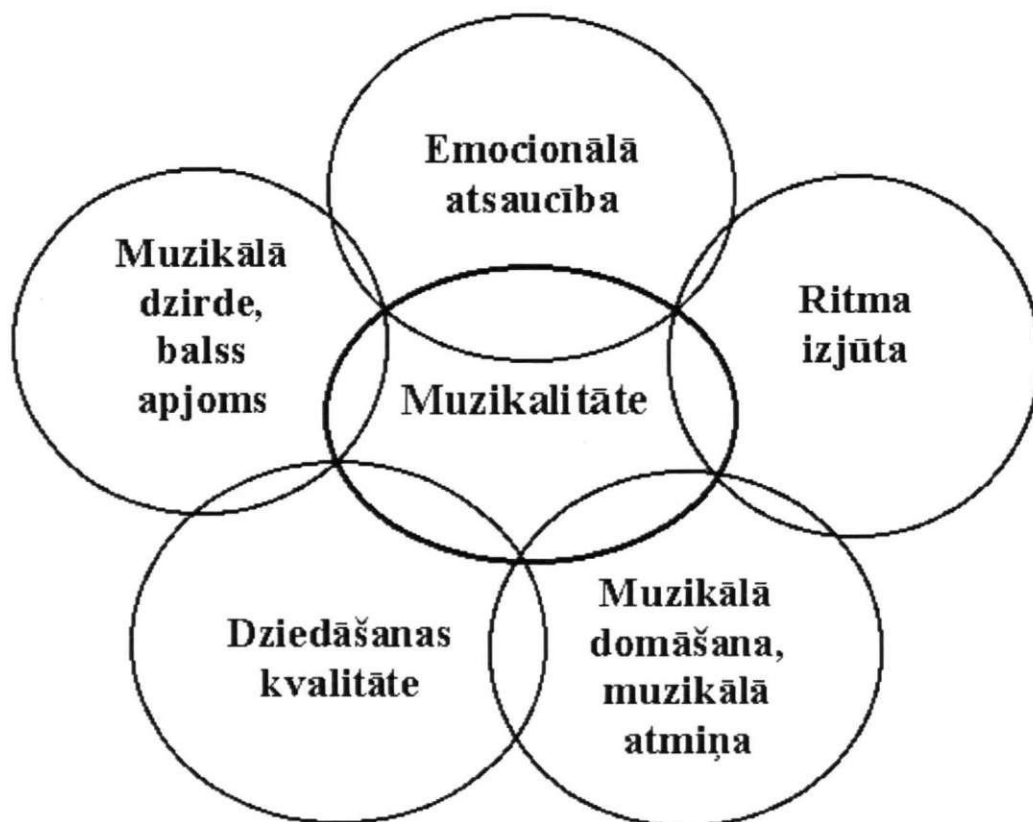 Emocionālā
atsaucība
Muzikālā
dzirde,
balss
apjoms
Ritma
izjūta
Muzikalitāte
Dziedāšanas
kvalitāte
Muzikālā
domāšana,
muzikālā
atmiņa